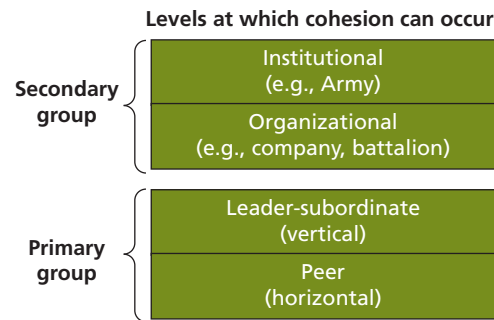 Levels at which cohesion can occur
Secondary
group
Institutional
(e.g., Army)
Organizational
(e.g., company, battalion)
Primary
group
Leader-subordinate
(vertical)
Peer
(horizontal)